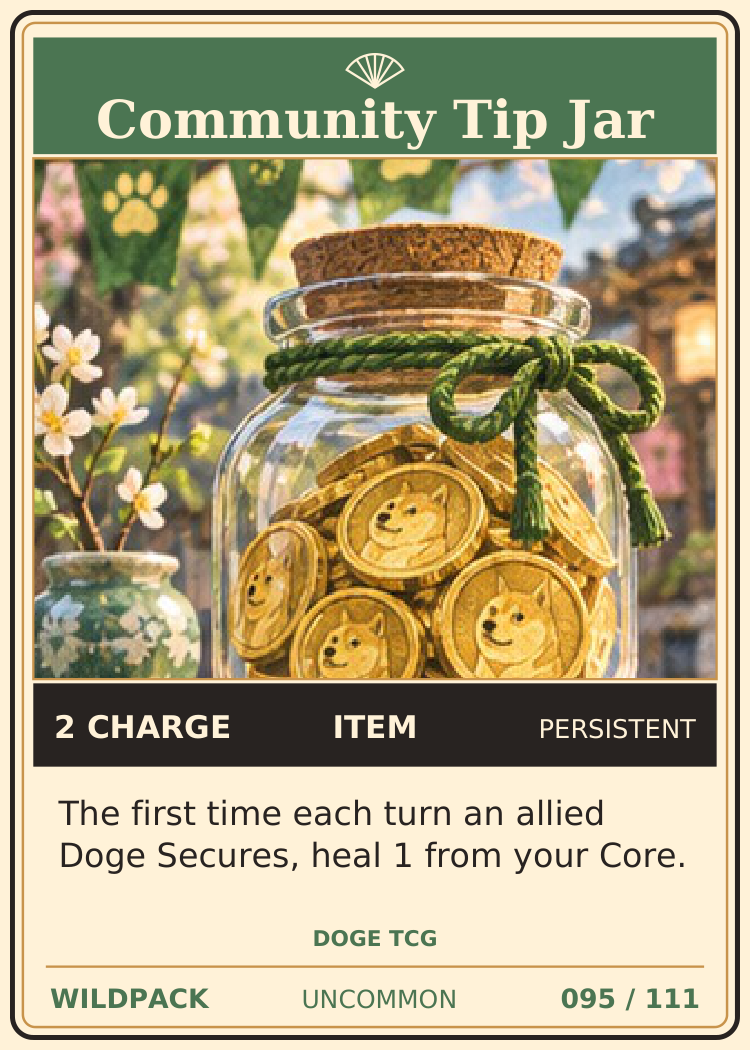 Community Tip Jar
2 CHARGE ITEM PERSISTENT
The first time each turn an allied
Doge Secures, heal 1 from your Core.
DOGE TCG
WILDPACK UNCOMMON 095 / 111